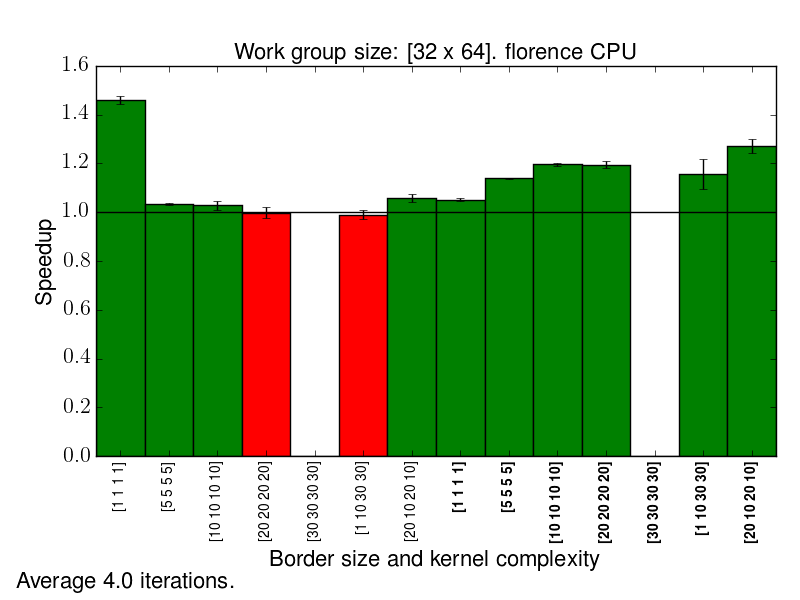 Work group size: [32 x 64]. florence CPU
1.6
1.4
1.2
1.0
0.8
0.6
0.4
0.2
0.0
Speedup
[1 1 1 1]
[5 5 5 5]
[10 10 10 10]
[20 20 20 20]
[30 30 30 30]
[1 10 30 30]
[20 10 20 10]
[1 1 1 1]
[5 5 5 5]
[10 10 10 10]
[20 20 20 20]
[30 30 30 30]
[1 10 30 30]
[20 10 20 10]
Border size and kernel complexity
Average 4.0 iterations.